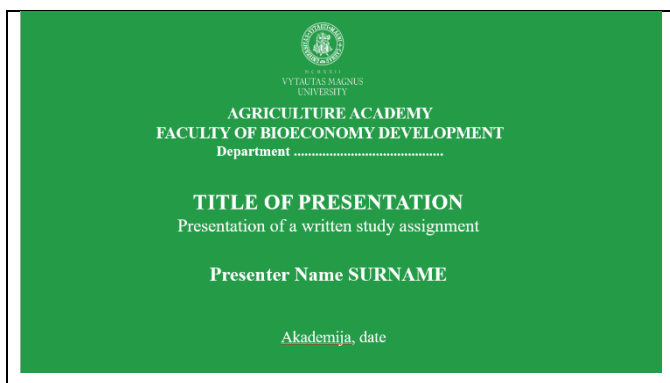 MCMXXII
VYTAUTAS MAGNUS
UNIVERSITY
AGRICULTURE ACADEMY
FACULTY OF BIOECONOMY DEVELOPMENT
Department ..........................................
TITLE OF PRESENTATION
Presentation of a written study assignment
Presenter Name SURNAME
Akademija, date